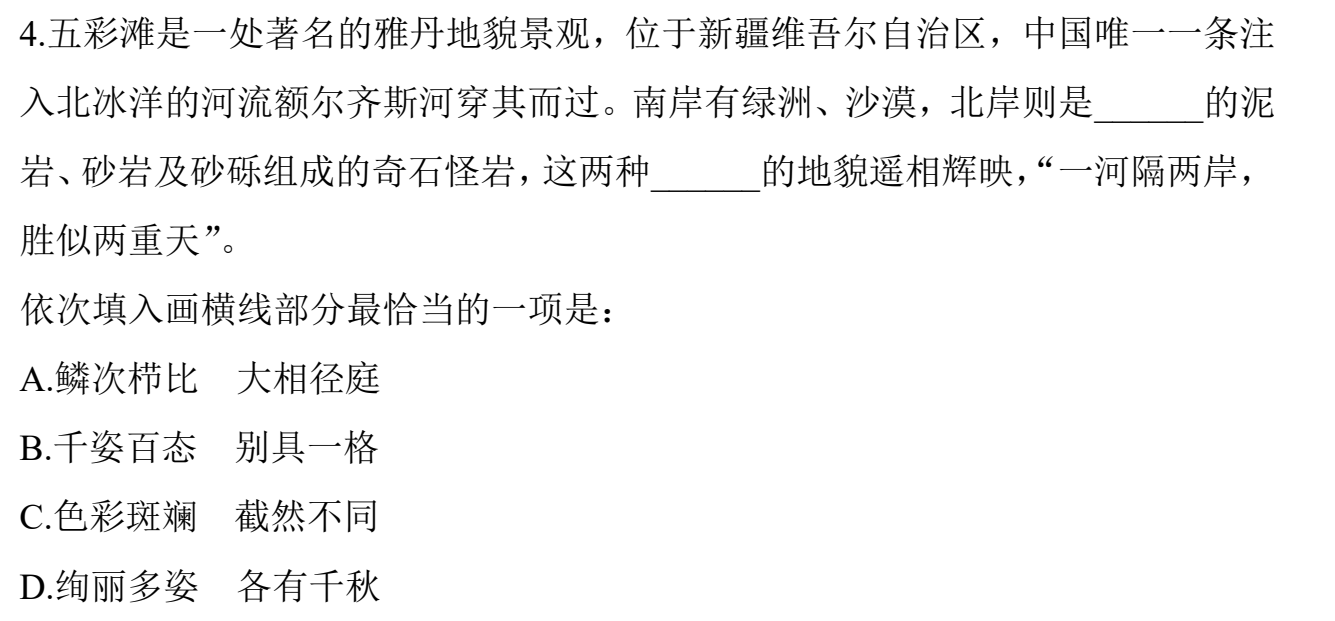 4.五彩滩是一处著名的雅丹地貌景观，位于新疆维吾尔自治区，中国唯一一条注
入北冰洋的河流额尔齐斯河穿其而过。南岸有绿洲、沙漠，北岸则是______的泥
岩、砂岩及砂砾组成的奇石怪岩，这两种______的地貌遥相辉映，“一河隔两岸，
胜似两重天”。
依次填入画横线部分最恰当的一项是：
A.鳞次栉比　大相径庭
B.千姿百态　别具一格
C.色彩斑斓　截然不同
D.绚丽多姿　各有千秋